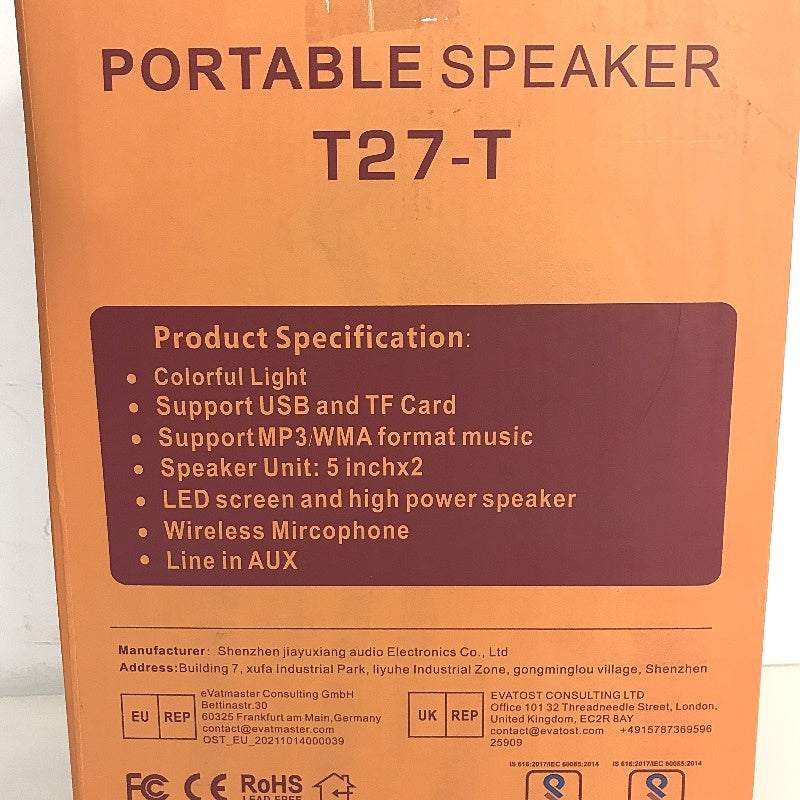 PORTABLE SPEAKER
T27-T
Product Specification:
• Colorful Light
• Support USB and TF Card
• Support MP3/WMA format music
• Speaker Unit: 5 inchx2
• LED screen and high power speaker
• Wireless Mircophone
• Line in AUX
Manufacturer: Shenzhen jiayuxiang audio Electronics Co., Ltd
Address:Building 7, xufa Industrial Park, liyuhe Industrial Zone, gongminglou village, Shenzhen
EU REP
eVatmaster Consulting GmbH
Bettinastr.30
60325 Frankfurt am Main,Germany
contact@evatmaster.com
OST_EU_20211014000039
UK REP
EVATOST CONSULTING LTD
Office 101 32 Threadneedle Street, London,
United Kingdom, EC2R 8AY
contact@evatost.com +4915787369596
25909
FC CE RoHS
LEAD FREE
IS 616:2017/IEC 60065:2014
IS 616:2017/IEC 60065:2014